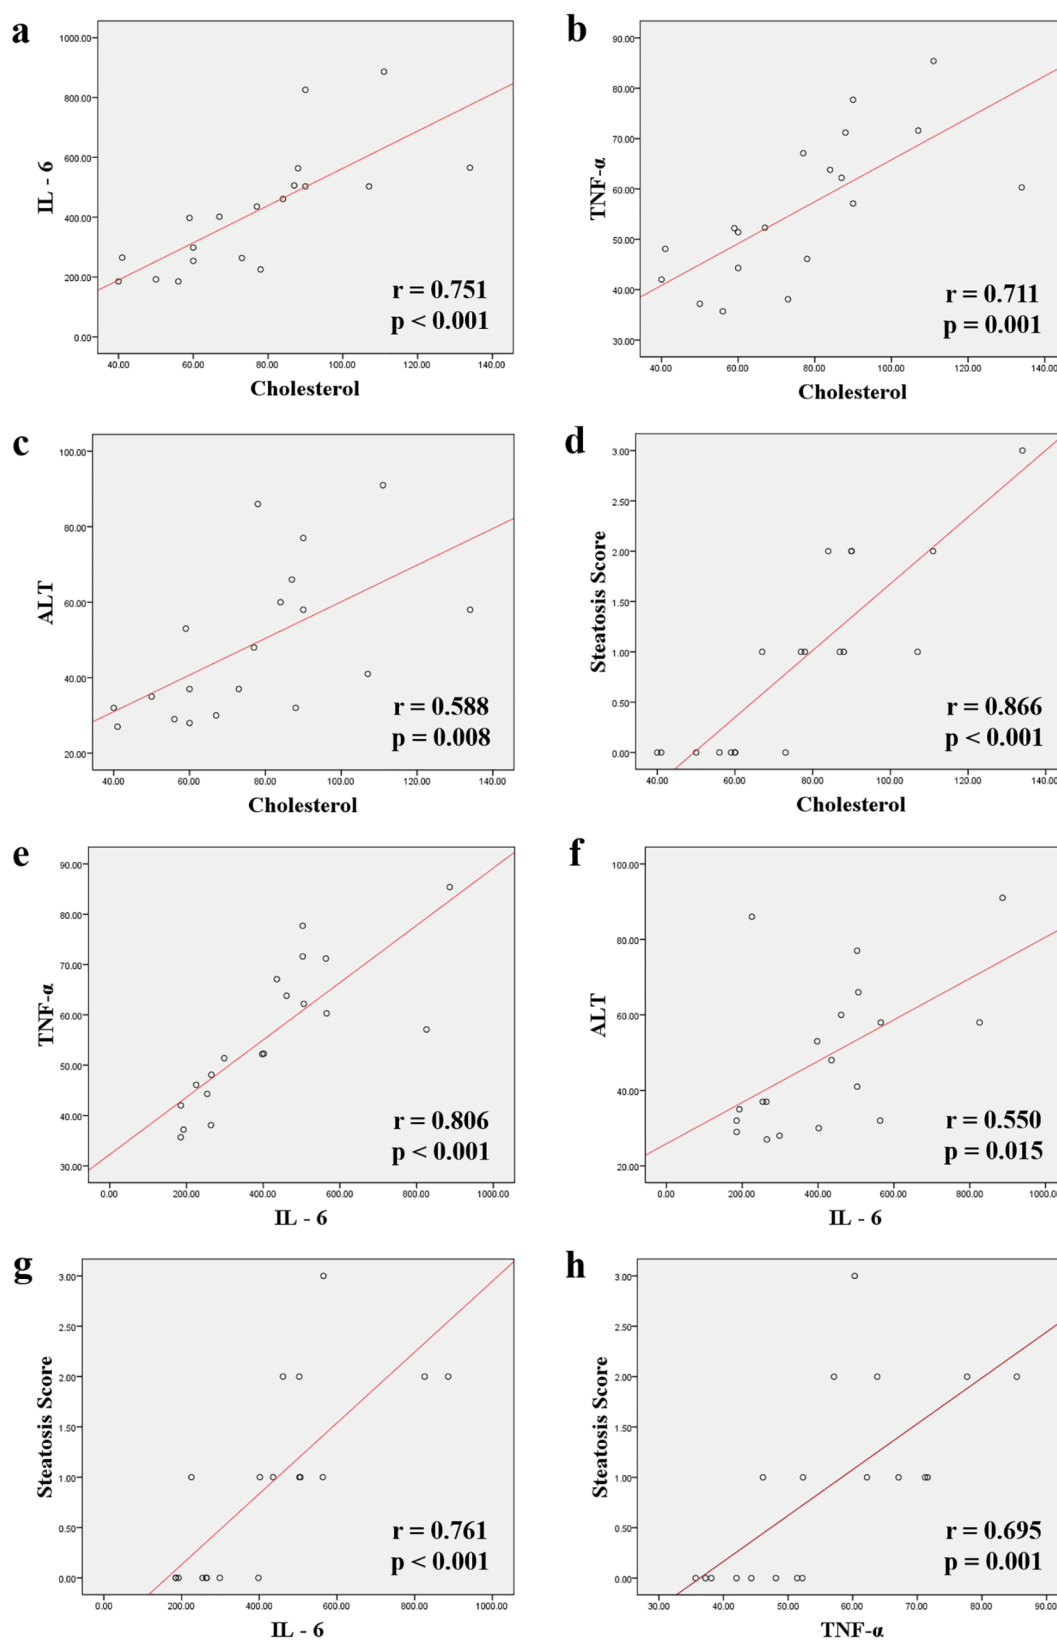 a
1000.00
800.00
600.00
400.00
200.00
0.00
IL - 6
r = 0.751
p < 0.001
40.00 60.00 80.00 100.00 120.00 140.00
Cholesterol
b
90.00
80.00
70.00
60.00
50.00
40.00
30.00
TNF-α
r = 0.711
p = 0.001
40.00 60.00 80.00 100.00 120.00 140.00
Cholesterol
c
100.00
80.00
60.00
40.00
20.00
ALT
r = 0.588
p = 0.008
40.00 60.00 80.00 100.00 120.00 140.00
Cholesterol
d
3.00
2.50
2.00
1.50
1.00
0.50
0.00
Steatosis Score
r = 0.866
p < 0.001
40.00 60.00 80.00 100.00 120.00 140.00
Cholesterol
e
90.00
80.00
70.00
60.00
50.00
40.00
30.00
TNF-α
r = 0.806
p < 0.001
0.00 200.00 400.00 600.00 800.00 1000.00
IL - 6
f
100.00
80.00
60.00
40.00
20.00
ALT
r = 0.550
p = 0.015
0.00 200.00 400.00 600.00 800.00 1000.00
IL - 6
g
3.00
2.50
2.00
1.50
1.00
0.50
0.00
Steatosis Score
r = 0.761
p < 0.001
0.00 200.00 400.00 600.00 800.00 1000.00
IL - 6
h
3.00
2.50
2.00
1.50
1.00
0.50
0.00
Steatosis Score
r = 0.695
p = 0.001
30.00 40.00 50.00 60.00 70.00 80.00 90.00
TNF-α